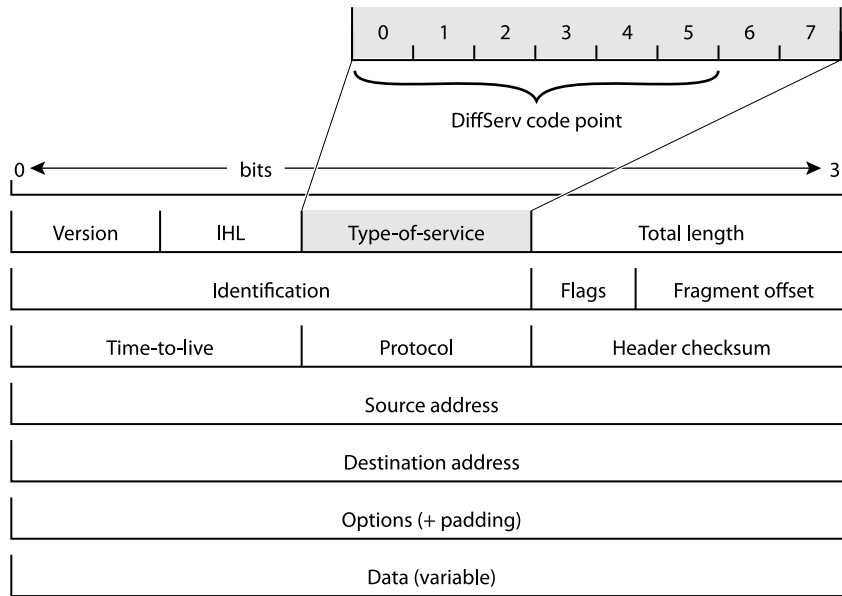 0 1 2 3 4 5 6 7
DiffServ code point
0 bits 3
Version IHL Type-of-service Total length
Identification Flags Fragment offset
Time-to-live Protocol Header checksum
Source address
Destination address
Options (+ padding)
Data (variable)